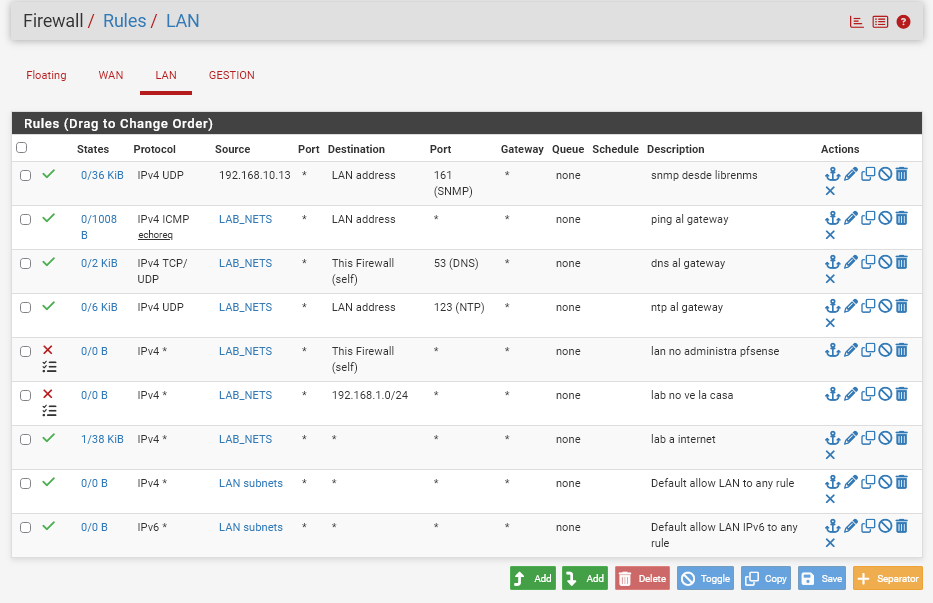 Firewall / Rules / LAN
Floating WAN LAN GESTION
Rules (Drag to Change Order)
States Protocol Source Port Destination Port Gateway Queue Schedule Description Actions
0/36 KiB IPv4 UDP 192.168.10.13 * LAN address 161 * none snmp desde librenms
(SNMP)
0/1008 IPv4 ICMP LAB_NETS * LAN address * * none ping al gateway
B echoreq
0/2 KiB IPv4 TCP/ LAB_NETS * This Firewall 53 (DNS) * none dns al gateway
UDP (self)
0/6 KiB IPv4 UDP LAB_NETS * LAN address 123 (NTP) * none ntp al gateway
0/0 B IPv4 * LAB_NETS * This Firewall * * none lan no administra pfsense
(self)
0/0 B IPv4 * LAB_NETS * 192.168.1.0/24 * * none lab no ve la casa
1/38 KiB IPv4 * LAB_NETS * * * * none lab a internet
0/0 B IPv4 * LAN subnets * * * * none Default allow LAN to any rule
0/0 B IPv6 * LAN subnets * * * * none Default allow LAN IPv6 to any
rule
Add Add Delete Toggle Copy Save Separator